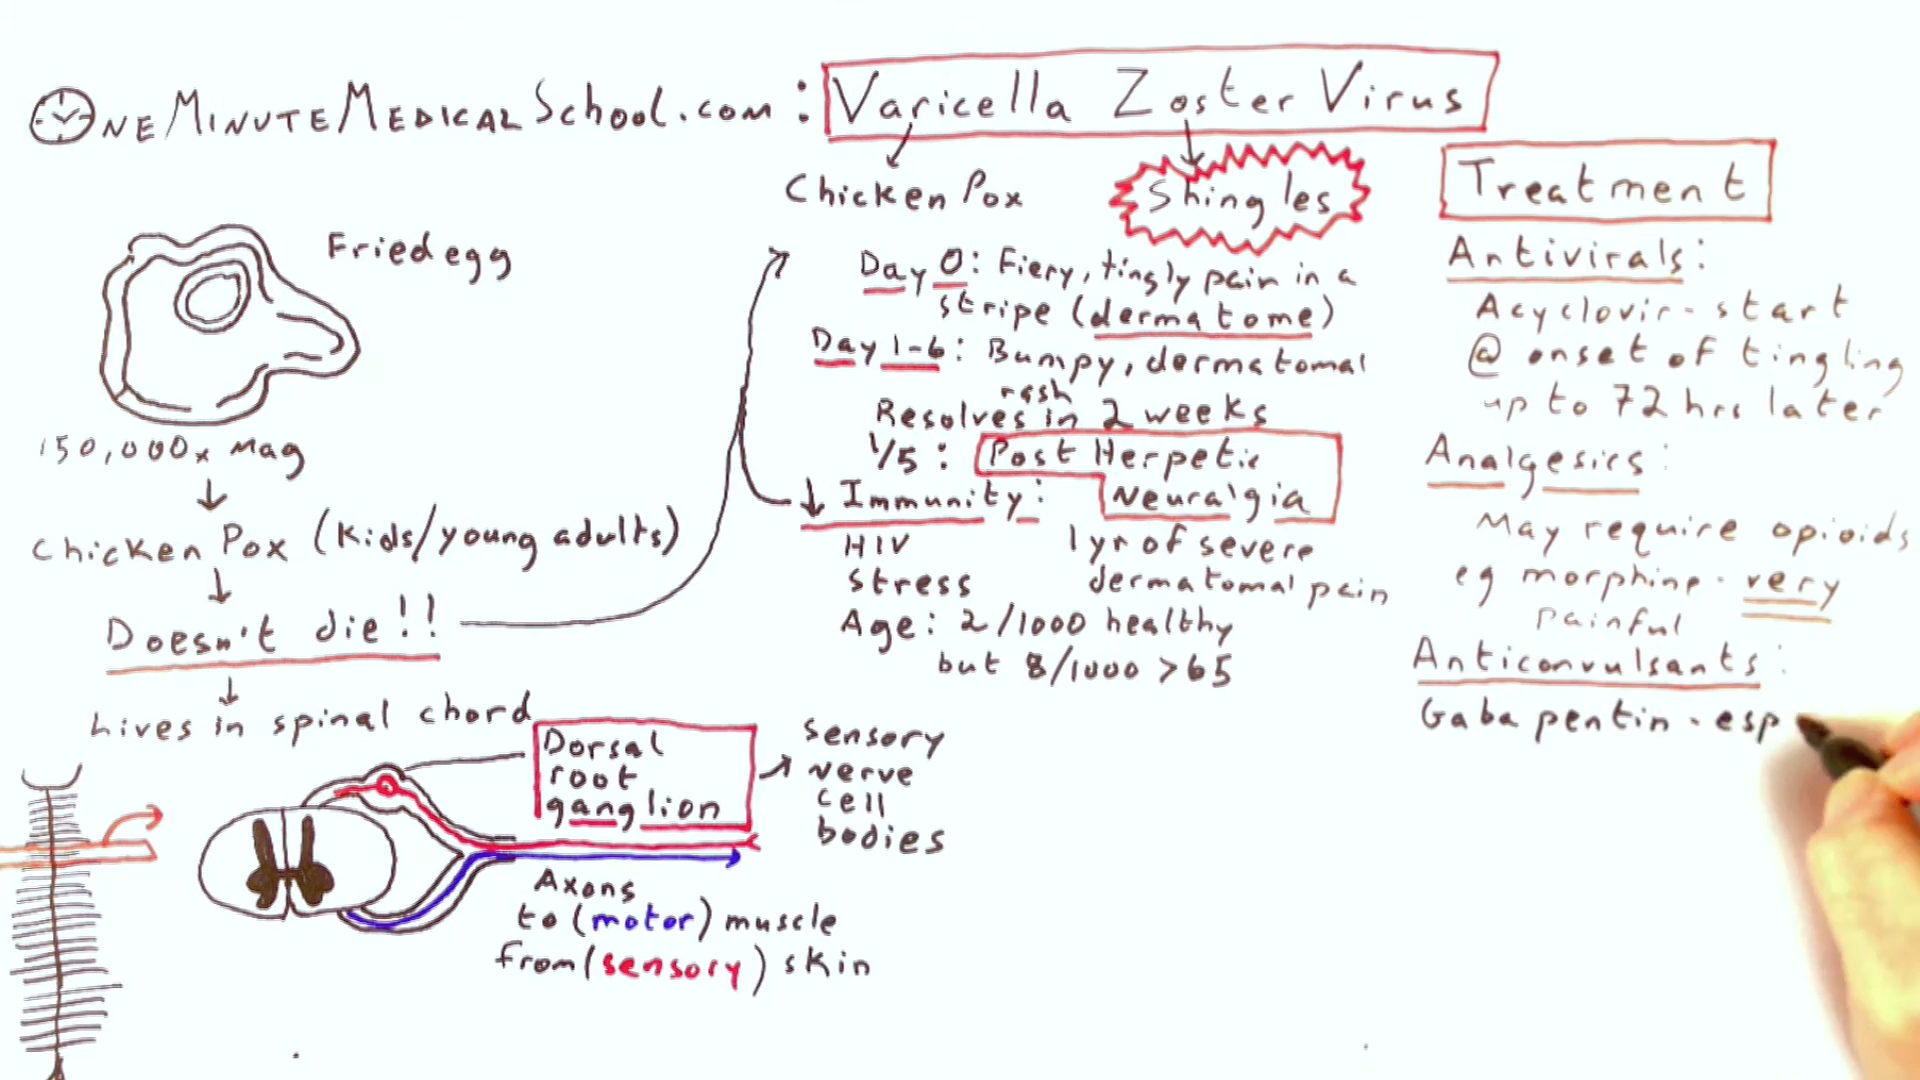 OneMinuteMedicalSchool.com : Varicella Zoster Virus
Chicken Pox
Shingles
Fried egg
150,000x Mag
Chicken Pox (Kids/young adults)
Doesn't die!!
Lives in spinal chord
Dorsal
root
ganglion
Sensory
nerve
cell
bodies
Axons
to (motor) muscle
from (sensory) skin
Day 0: Fiery, tingly pain in a
stripe (dermatome)
Day 1-6: Bumpy, dermatomal
rash
Resolves in 2 weeks
1/5: Post Herpetic
Neuralgia
↓ Immunity:
HIV
Stress
1yr of severe
dermatomal pain
Age: 2/1000 healthy
but 8/1000 >65
Treatment
Antivirals:
Acyclovir - start
@ onset of tingling
up to 72 hrs later
Analgesics:
May require opioids
eg morphine - very
painful
Anticonvulsants:
Gabapentin - esp